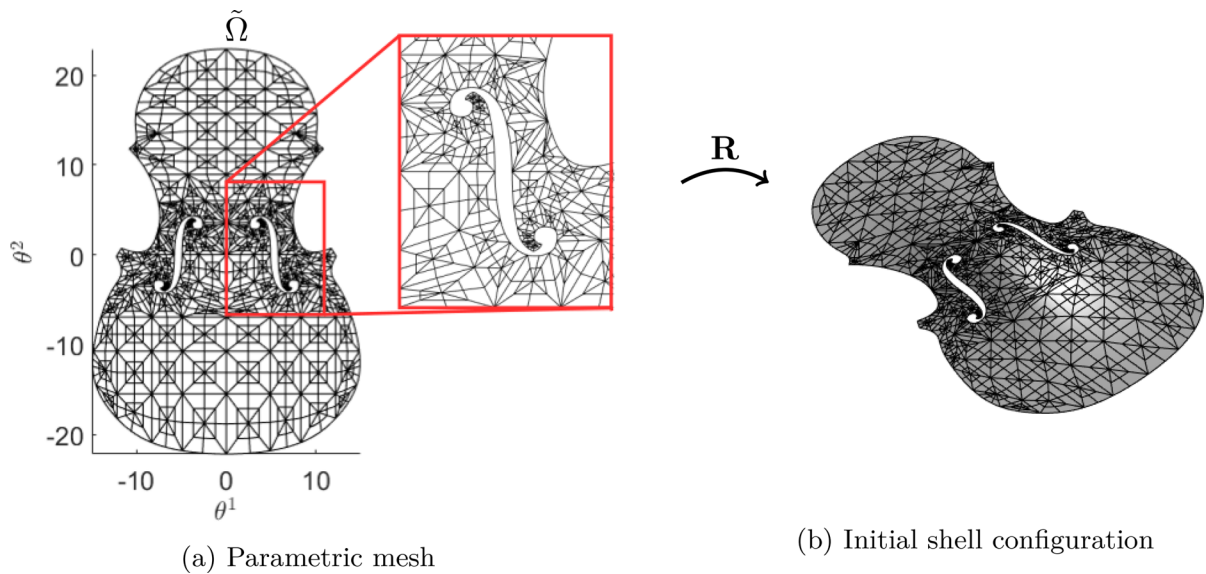 Ω̃
20
10
0
-10
-20
θ²
-10 0 10
θ¹
R
(a) Parametric mesh
(b) Initial shell configuration